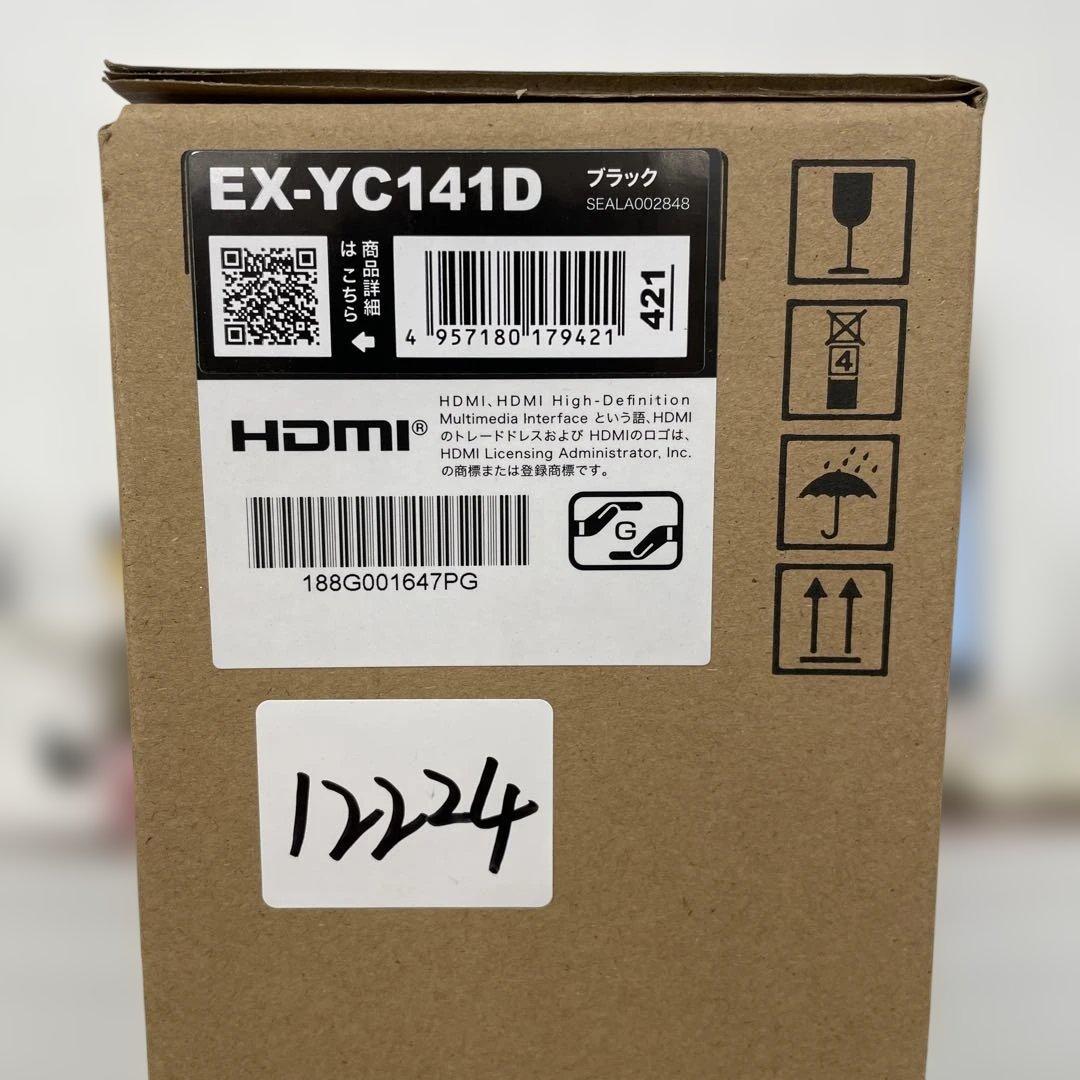 EX-YC141D
ブラック
SEALA002848
商品詳細
は こちら
4 957180 179421
421
HDMI®
HDMI、HDMI High-Definition
Multimedia Interface という語、HDMI
のトレードドレスおよび HDMIのロゴは、
HDMI Licensing Administrator, Inc.
の商標または登録商標です。
G
188G001647PG
4
12224